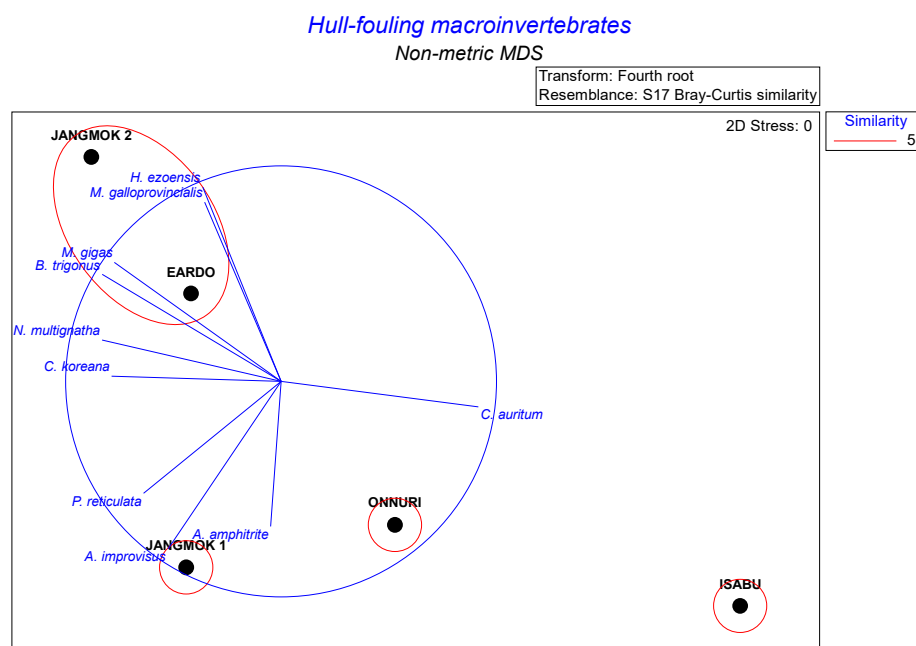 Hull-fouling macroinvertebrates
Non-metric MDS
Transform: Fourth root
Resemblance: S17 Bray-Curtis similarity
2D Stress: 0
Similarity
5
JANGMOK 2
H. ezoensis
M. galloprovincialis
M. gigas
B. trigonus
EARDO
N. multignatha
C. koreana
C. auritum
P. reticulata
ONNURI
A. amphitrite
JANGMOK 1
A. improvisus
ISABU